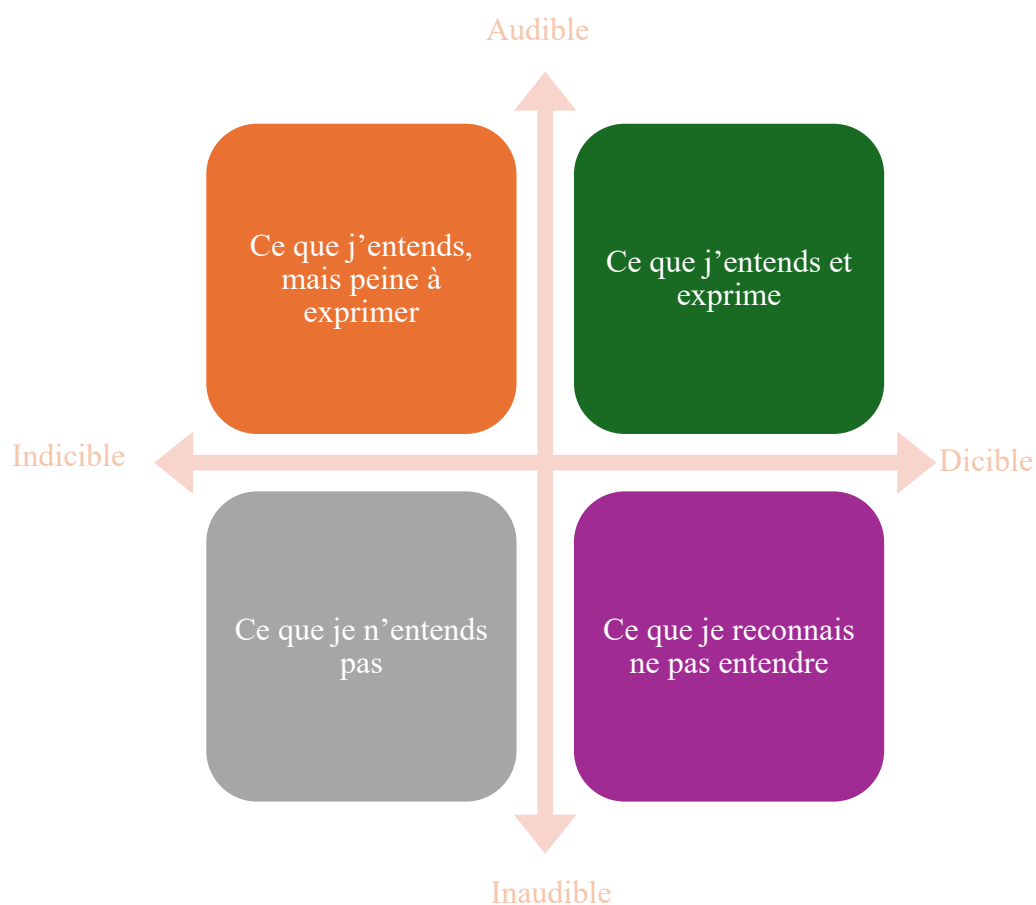 Audible
Ce que j’entends,
mais peine à
exprimer
Ce que j’entends et
exprime
Indicible
Dicible
Ce que je n’entends
pas
Ce que je reconnais
ne pas entendre
Inaudible